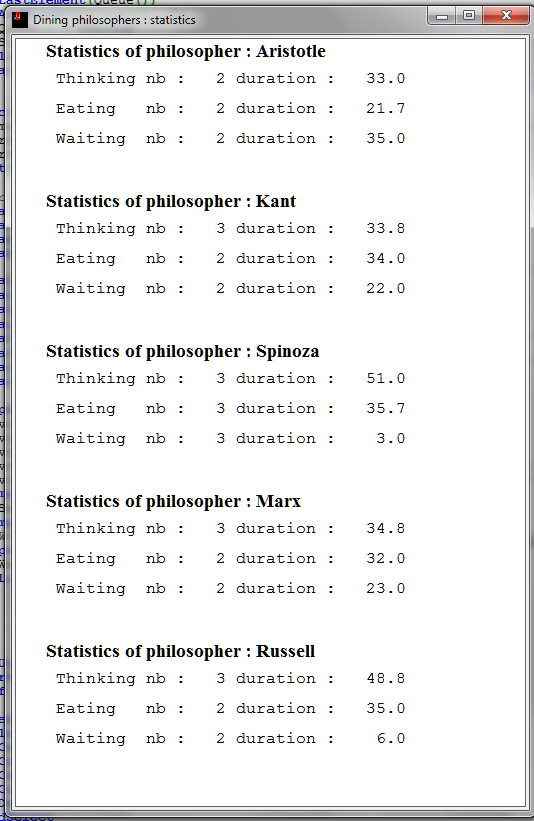 LastElement(Queue())
Dining philosophers : statistics
Statistics of philosopher : Aristotle
Thinking nb : 2 duration : 33.0
Eating nb : 2 duration : 21.7
Waiting nb : 2 duration : 35.0
Statistics of philosopher : Kant
Thinking nb : 3 duration : 33.8
Eating nb : 2 duration : 34.0
Waiting nb : 2 duration : 22.0
Statistics of philosopher : Spinoza
Thinking nb : 3 duration : 51.0
Eating nb : 3 duration : 35.7
Waiting nb : 3 duration : 3.0
Statistics of philosopher : Marx
Thinking nb : 3 duration : 34.8
Eating nb : 2 duration : 32.0
Waiting nb : 2 duration : 23.0
Statistics of philosopher : Russell
Thinking nb : 3 duration : 48.8
Eating nb : 2 duration : 35.0
Waiting nb : 2 duration : 6.0